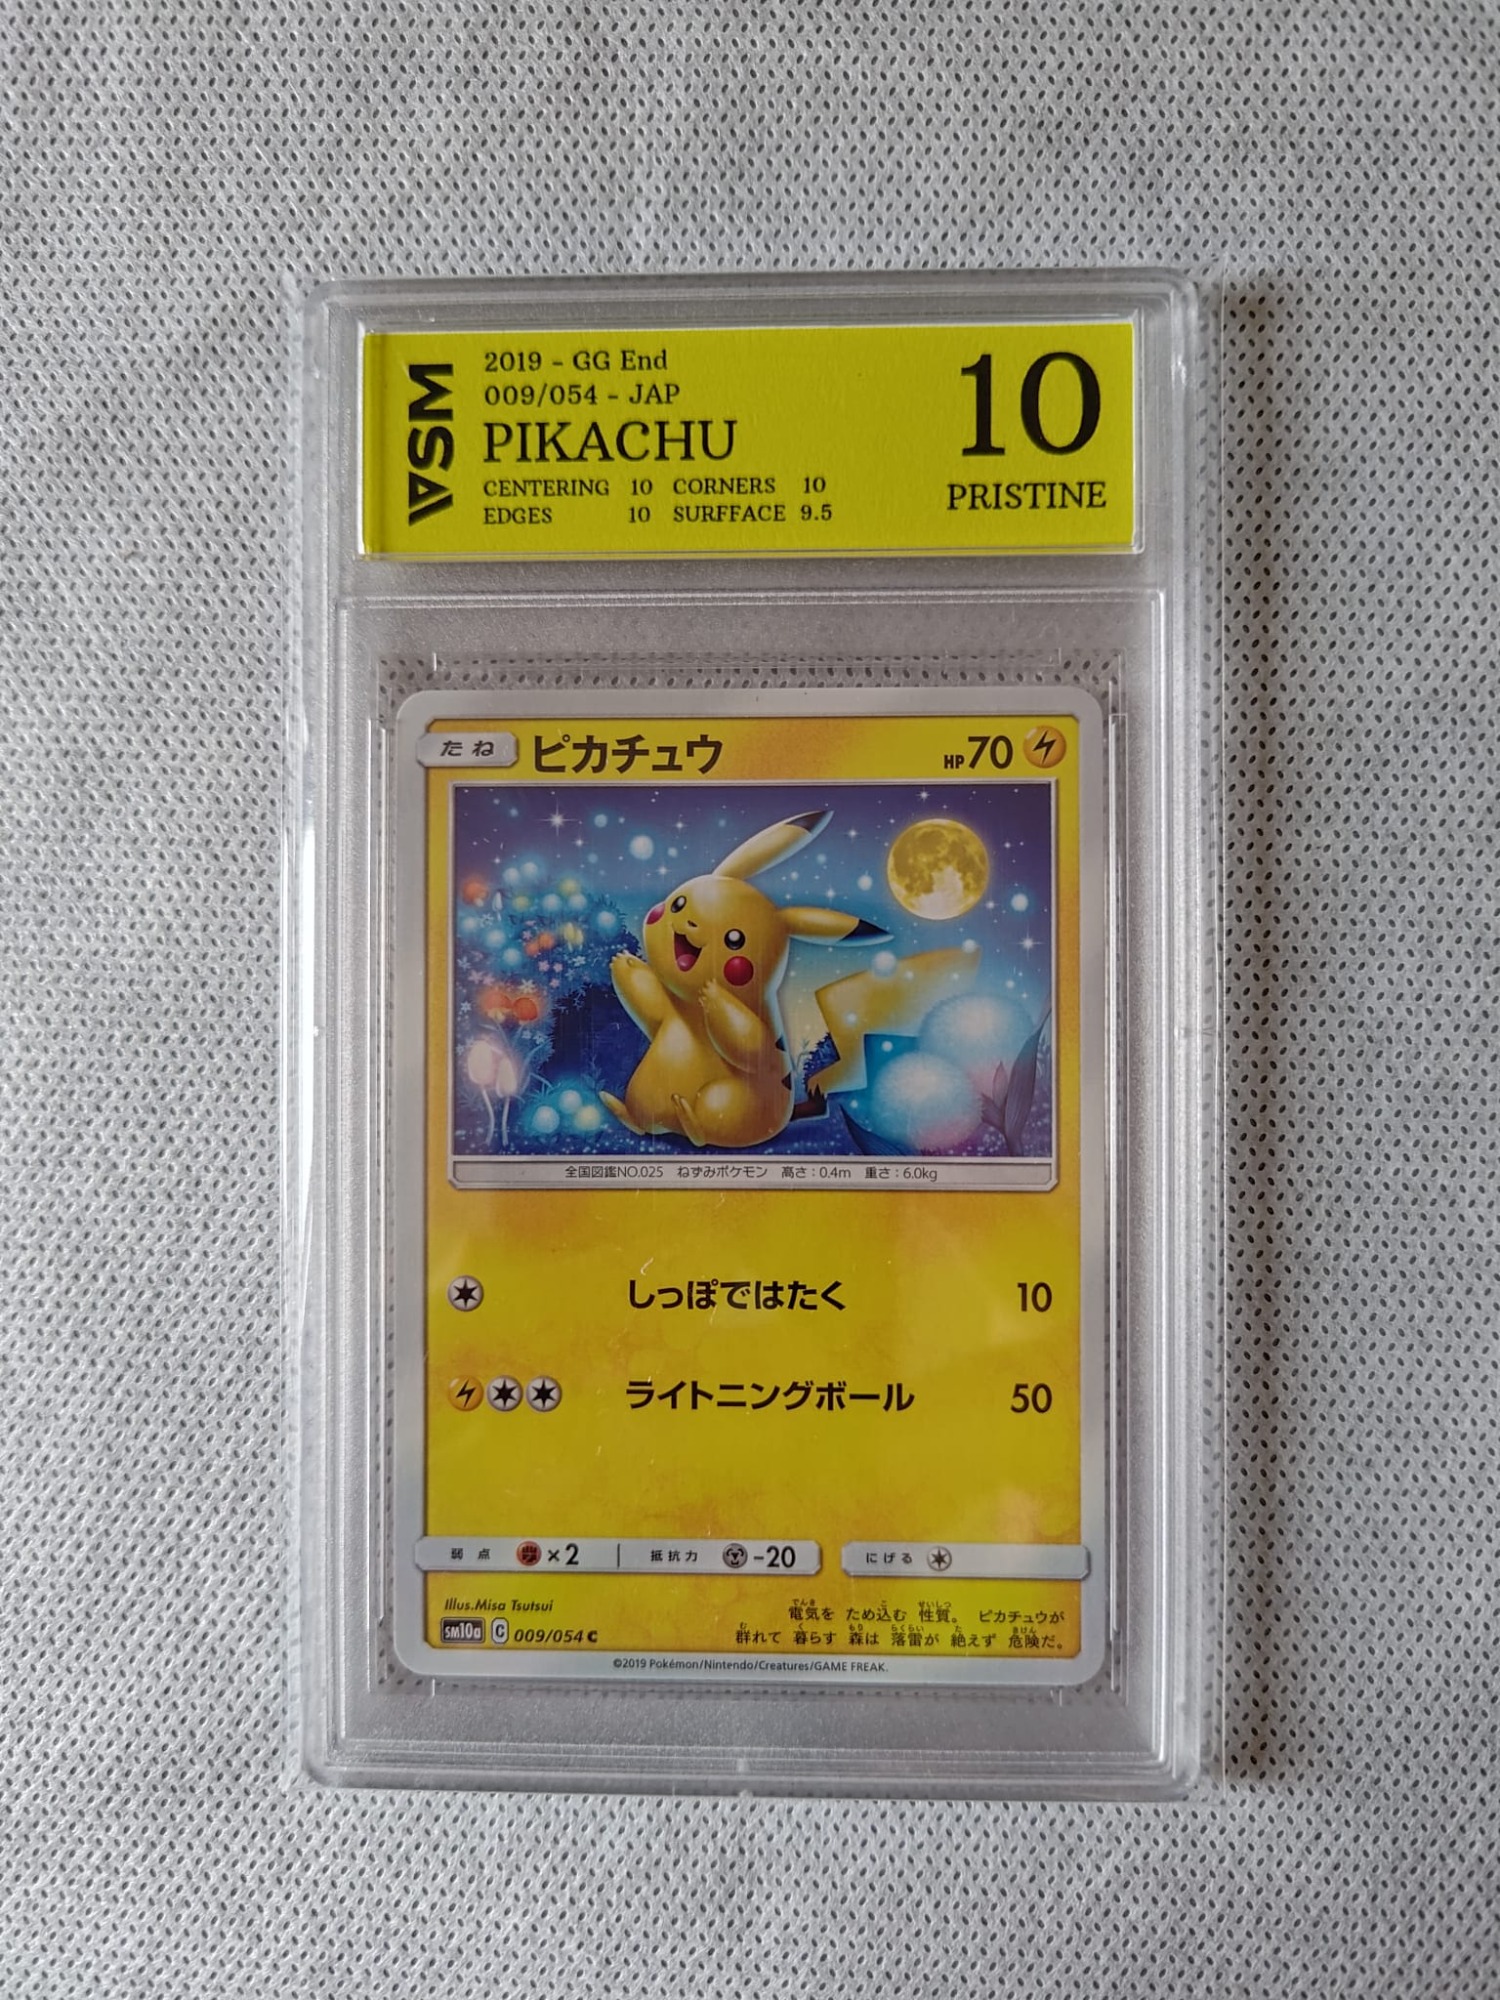 ASM
2019 - GG End
009/054 - JAP
PIKACHU
CENTERING 10 CORNERS 10
EDGES 10 SURFFACE 9.5
10
PRISTINE
たね ピカチュウ HP70
全国図鑑NO.025 ねずみポケモン 高さ:0.4m 重さ:6.0kg
しっぽではたく 10
ライトニングボール 50
弱点 ×2 抵抗力 -20 にげる
Illus.Misa Tsutsui
sm10a C 009/054 C
電気を ため込む 性質。 ピカチュウが
群れて 暮らす 森は 落雷が 絶えず 危険だ。
©2019 Pokémon/Nintendo/Creatures/GAME FREAK.